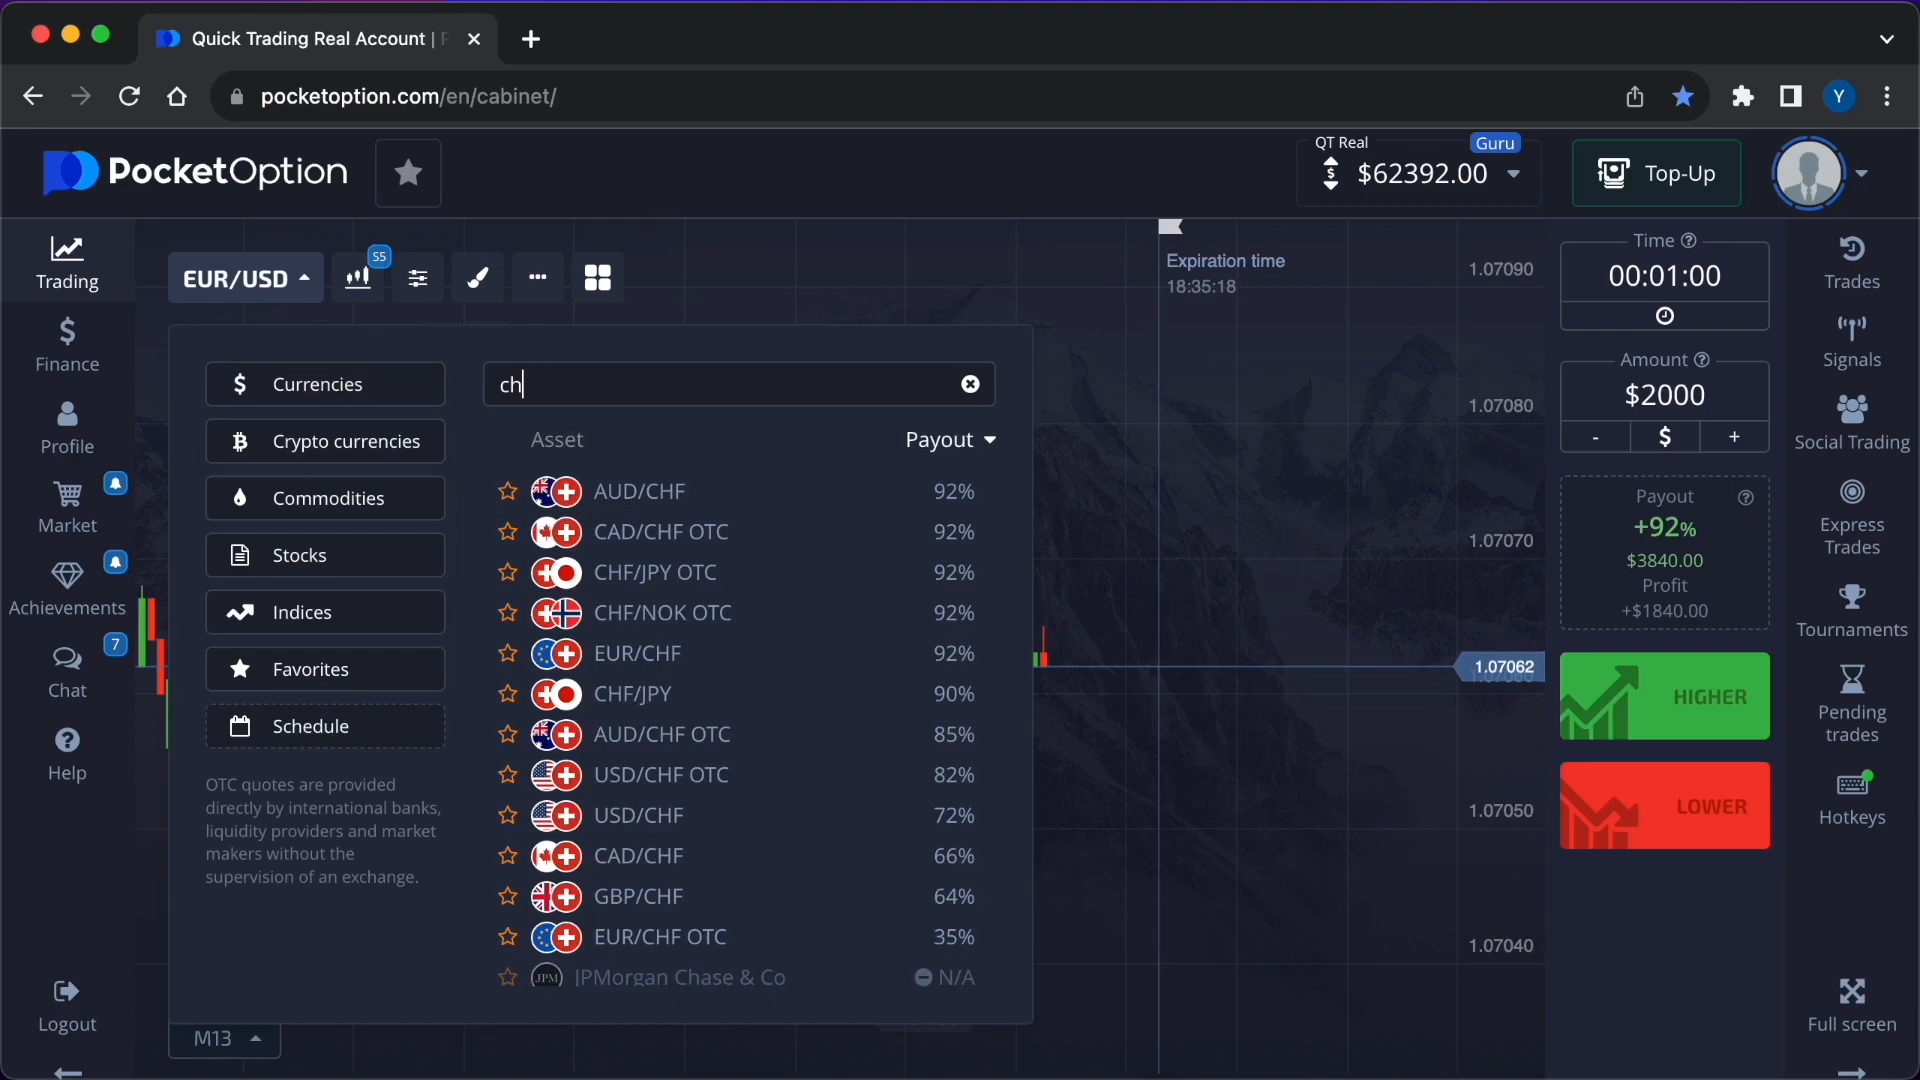 Quick Trading Real Account |
pocketoption.com/en/cabinet/
Y
PocketOption
QT Real
Guru
$62392.00
Top-Up
Trading
Finance
Profile
Market
Achievements
7
Chat
Help
Logout
EUR/USD
S5
Expiration time
18:35:18
1.07090
1.07080
1.07070
1.07062
1.07050
1.07040
Currencies
Crypto currencies
Commodities
Stocks
Indices
Favorites
Schedule
OTC quotes are provided
directly by international banks,
liquidity providers and market
makers without the
supervision of an exchange.
ch
Asset Payout
AUD/CHF 92%
CAD/CHF OTC 92%
CHF/JPY OTC 92%
CHF/NOK OTC 92%
EUR/CHF 92%
CHF/JPY 90%
AUD/CHF OTC 85%
USD/CHF OTC 82%
USD/CHF 72%
CAD/CHF 66%
GBP/CHF 64%
EUR/CHF OTC 35%
JPM JPMorgan Chase & Co N/A
M13
Time
00:01:00
Amount
$2000
- $ +
Payout
+92%
$3840.00
Profit
+$1840.00
HIGHER
LOWER
Trades
Signals
Social Trading
Express
Trades
Tournaments
Pending
trades
Hotkeys
Full screen